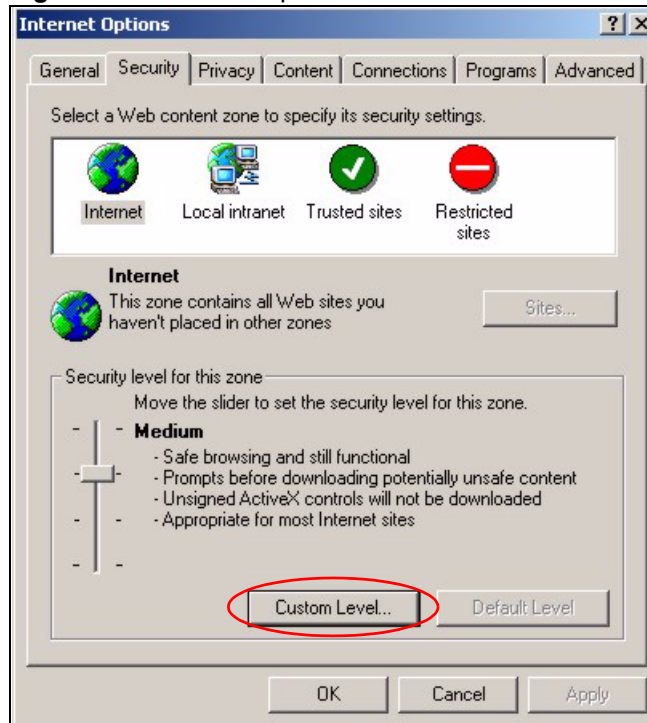 Internet Options
General Security Privacy Content Connections Programs Advanced
Select a Web content zone to specify its security settings.
Internet Local intranet Trusted sites Restricted
sites
Internet
This zone contains all Web sites you
haven't placed in other zones
Sites...
Security level for this zone
Move the slider to set the security level for this zone.
Medium
- Safe browsing and still functional
- Prompts before downloading potentially unsafe content
- Unsigned ActiveX controls will not be downloaded
- Appropriate for most Internet sites
Custom Level... Default Level
OK Cancel Apply